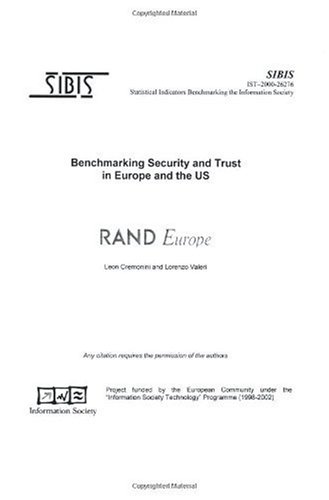 Copyrighted Material
SIBIS
SIBIS
IST-2000-26276
Statistical Indicators Benchmarking the Information Society
Benchmarking Security and Trust
in Europe and the US
RAND Europe
Leon Cremonini and Lorenzo Valeri
Any citation requires the permission of the authors
Information Society
Project funded by the European Community under the
"Information Society Technology" Programme (1998-2002)
Copyrighted Material